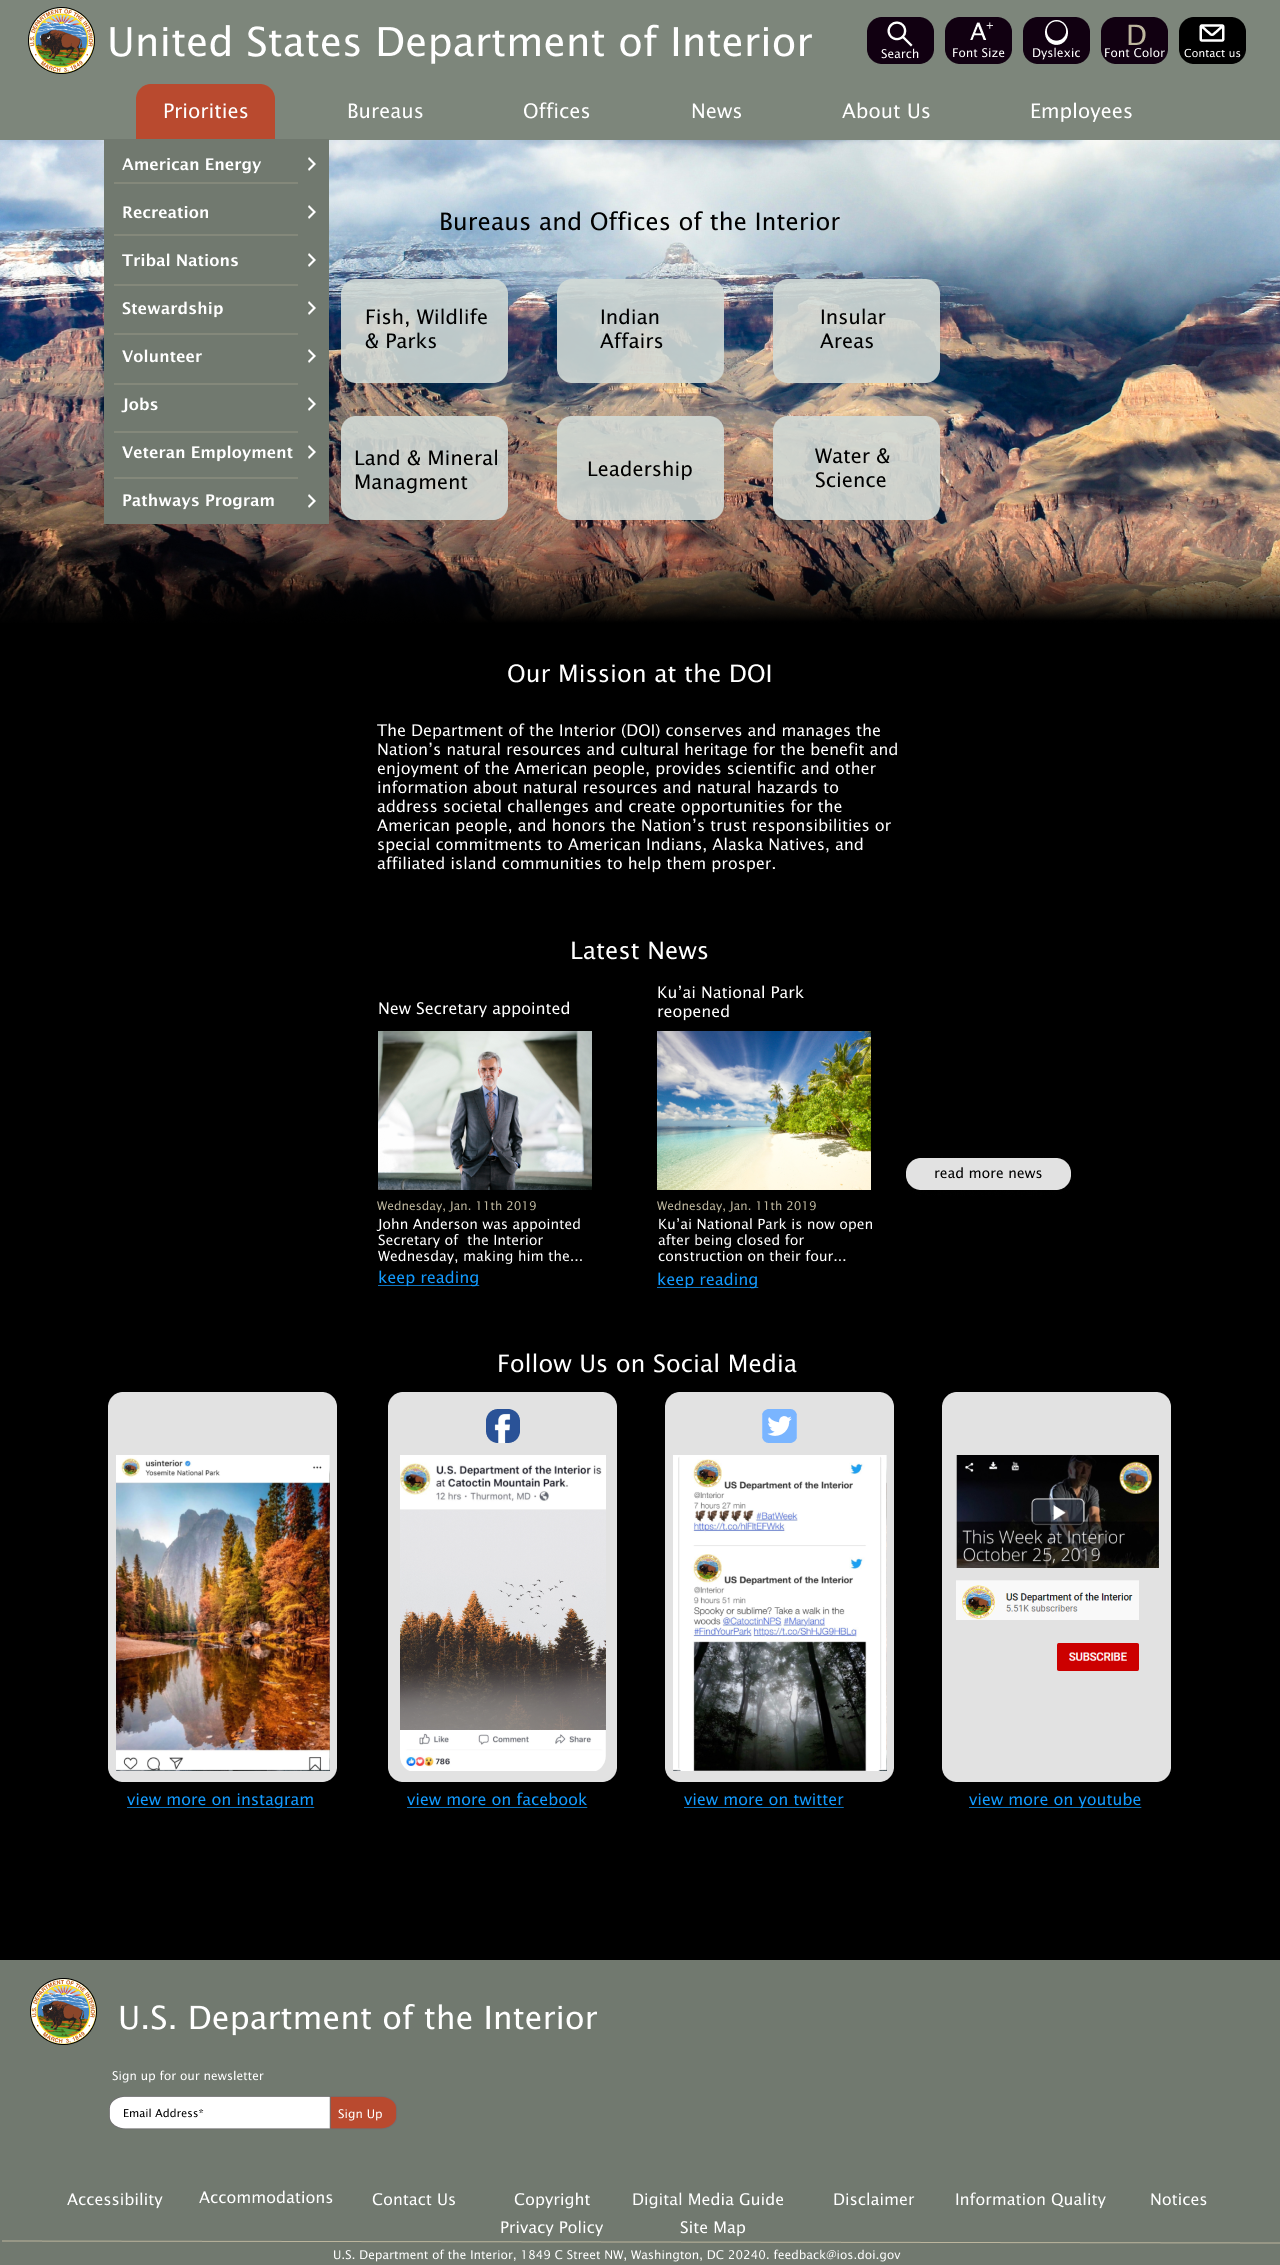 United States Department of Interior
Search
Font Size
Dyslexic
Font Color
Contact us
Priorities
Bureaus
Offices
News
About Us
Employees
American Energy
Recreation
Tribal Nations
Stewardship
Volunteer
Jobs
Veteran Employment
Pathways Program
Bureaus and Offices of the Interior
Fish, Wildlife
& Parks
Indian
Affairs
Insular
Areas
Land & Mineral
Managment
Leadership
Water &
Science
Our Mission at the DOI
The Department of the Interior (DOI) conserves and manages the
Nation’s natural resources and cultural heritage for the benefit and
enjoyment of the American people, provides scientific and other
information about natural resources and natural hazards to
address societal challenges and create opportunities for the
American people, and honors the Nation’s trust responsibilities or
special commitments to American Indians, Alaska Natives, and
affiliated island communities to help them prosper.
Latest News
New Secretary appointed
Wednesday, Jan. 11th 2019
John Anderson was appointed
Secretary of  the Interior
Wednesday, making him the...
keep reading
Ku’ai National Park
reopened
Wednesday, Jan. 11th 2019
Ku’ai National Park is now open
after being closed for
construction on their four...
keep reading
read more news
Follow Us on Social Media
usinterior
Yosemite National Park
view more on instagram
U.S. Department of the Interior is
at Catoctin Mountain Park.
12 hrs · Thurmont, MD ·
Like
Comment
Share
786
view more on facebook
US Department of the Interior
@Interior
7 hours 27 min
#BatWeek
US Department of the Interior
@Interior
9 hours 51 min
Spooky or sublime? Take a walk in the
woods @CatoctinNPS #Maryland
#FindYourPark
view more on twitter
This Week at Interior
October 25, 2019
US Department of the Interior
5.51K subscribers
SUBSCRIBE
view more on youtube
U.S. Department of the Interior
Sign up for our newsletter
Email Address*
Sign Up
Accessibility
Accommodations
Contact Us
Copyright
Digital Media Guide
Disclaimer
Information Quality
Notices
Privacy Policy
Site Map
U.S. Department of the Interior, 1849 C Street NW, Washington, DC 20240. feedback@ios.doi.gov